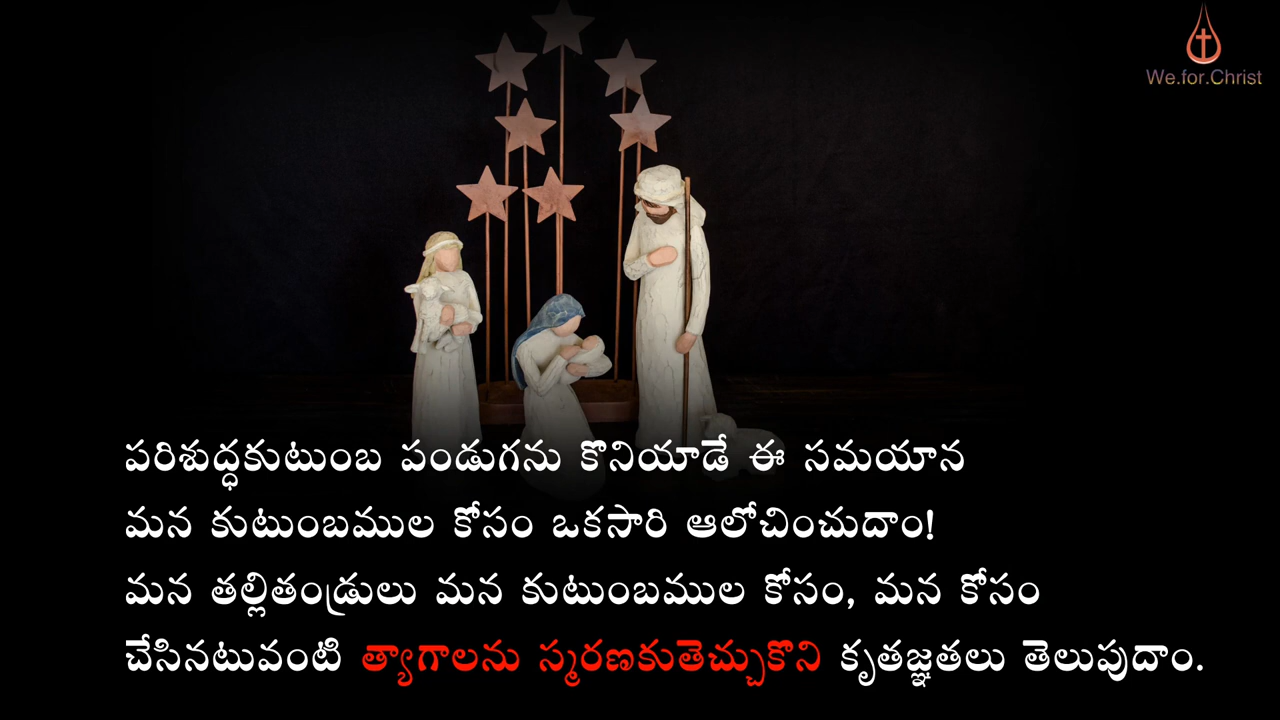 We.for.Christ
పరిశుద్ధకుటుంబ పండుగను కొనియాడే ఈ సమయాన
మన కుటుంబముల కోసం ఒకసారి ఆలోచించుదాం!
మన తల్లితండ్రులు మన కుటుంబముల కోసం, మన కోసం
చేసినటువంటి త్యాగాలను స్మరణకుతెచ్చుకొని కృతజ్ఞతలు తెలుపుదాం.